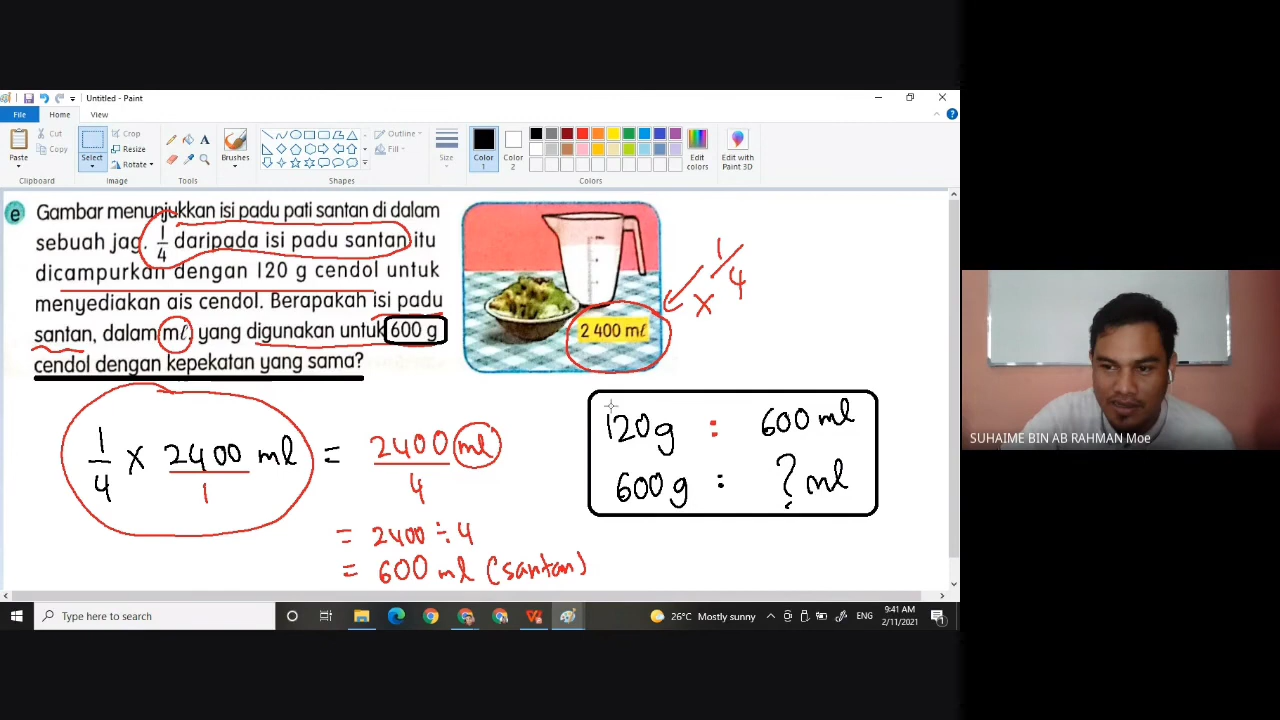 Untitled - Paint
File Home View
Paste
Cut
Copy
Clipboard
Select
Crop
Resize
Rotate
Image
A
Tools
Brushes
Outline
Fill
Shapes
Size
Color 1
Color 2
Edit colors
Colors
Edit with Paint 3D
e Gambar menunjukkan isi padu pati santan di dalam
sebuah jag. 1/4 daripada isi padu santan itu
dicampurkan dengan 120 g cendol untuk
menyediakan ais cendol. Berapakah isi padu
santan, dalam mℓ, yang digunakan untuk 600 g
cendol dengan kepekatan yang sama?
2 400 mℓ
x 1/4
1/4 x 2400 ml / 1 = 2400 ml / 4
= 2400 ÷ 4
= 600 ml (santan)
120g : 600 ml
600g : ? ml
SUHAIME BIN AB RAHMAN Moe
Type here to search
26°C Mostly sunny
ENG
9:41 AM
2/11/2021
1